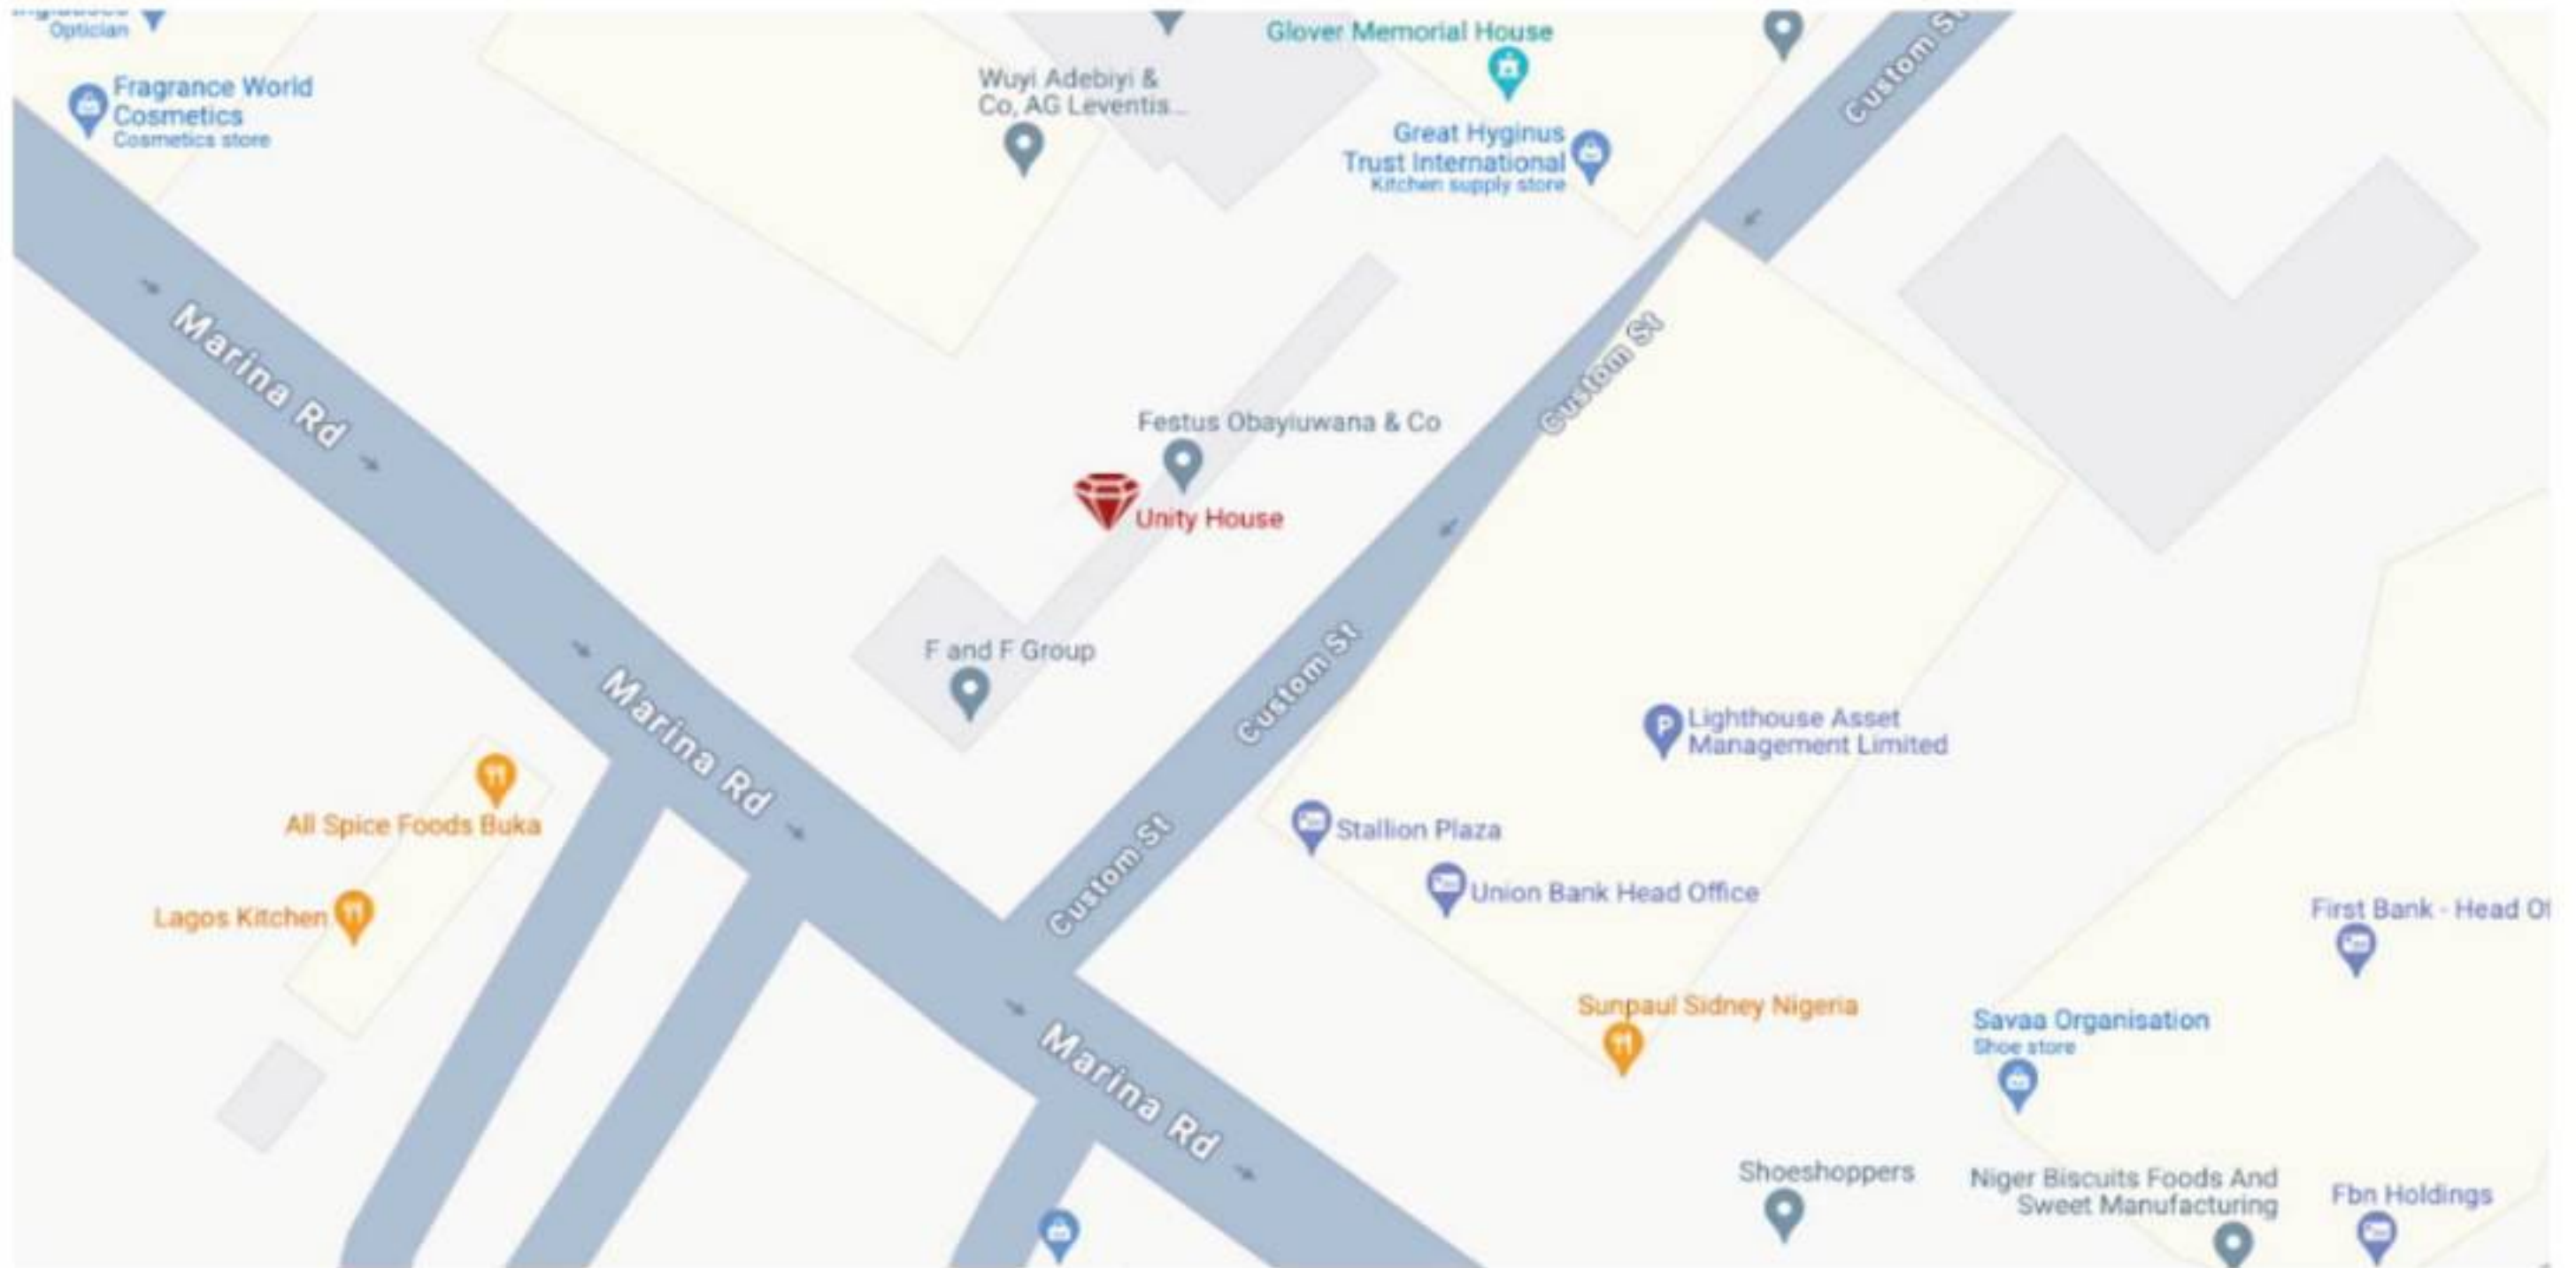 Optician
Fragrance World
Cosmetics
Cosmetics store
Wuyi Adebiyi &
Co, AG Leventis...
Glover Memorial House
Great Hyginus
Trust International
Kitchen supply store
Custom St
Marina Rd
Custom St
Festus Obayiuwana & Co
Unity House
F and F Group
Custom St
Marina Rd
Lighthouse Asset
Management Limited
All Spice Foods Buka
Stallion Plaza
Custom St
Union Bank Head Office
Lagos Kitchen
First Bank - Head Of
Sunpaul Sidney Nigeria
Savaa Organisation
Shoe store
Marina Rd
Shoeshoppers
Niger Biscuits Foods And
Sweet Manufacturing
Fbn Holdings